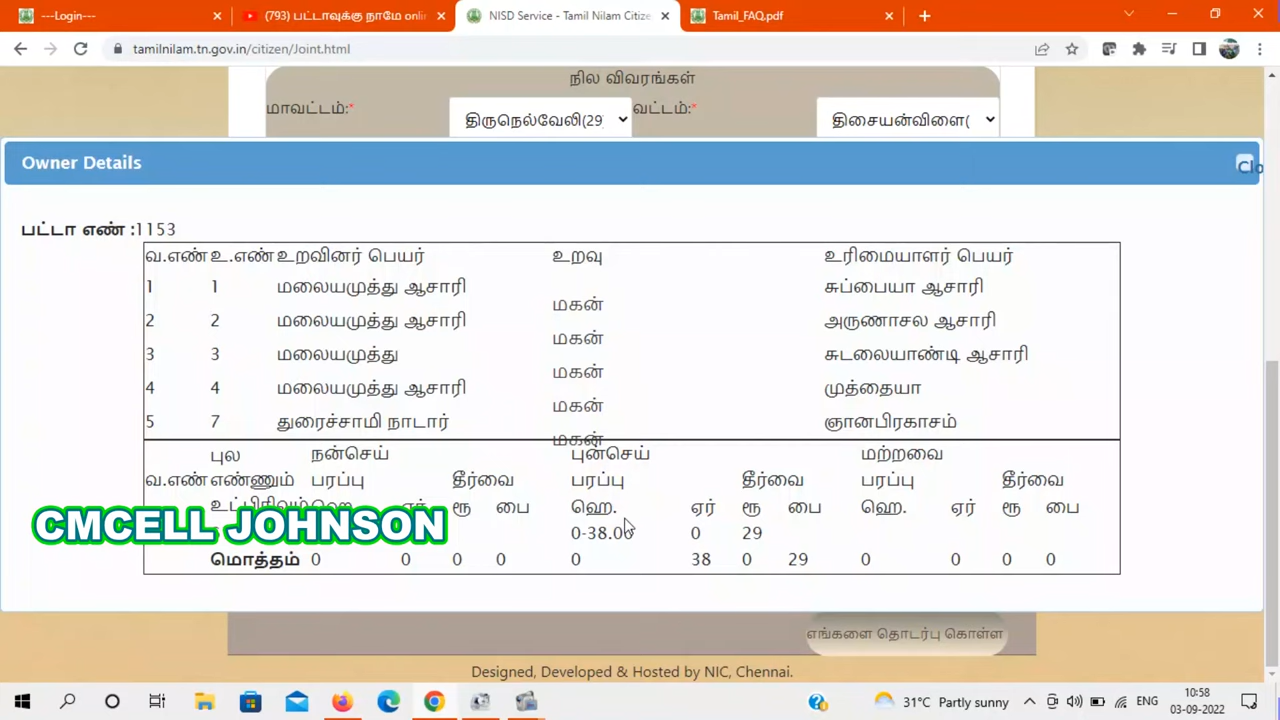 ---Login---
(793) பட்டாவுக்கு நாமே onli
NISD Service - Tamil Nilam Citize
Tamil_FAQ.pdf
tamilnilam.tn.gov.in/citizen/Joint.html
நில விவரங்கள்
மாவட்டம்:* திருநெல்வேலி(29) வட்டம்:* திசையன்விளை(
Owner Details
Clo
பட்டா எண் :1153
வ.எண் உ.எண் உறவினர் பெயர் உறவு உரிமையாளர் பெயர்
1 1 மலையமுத்து ஆசாரி மகன் சுப்பையா ஆசாரி
2 2 மலையமுத்து ஆசாரி மகன் அருணாசல ஆசாரி
3 3 மலையமுத்து மகன் சுடலையாண்டி ஆசாரி
4 4 மலையமுத்து ஆசாரி மகன் முத்தையா
5 7 துரைச்சாமி நாடார் மகன் ஞானபிரகாசம்
புல நன்செய் புன்செய் மற்றவை
வ.எண் எண்ணும் பரப்பு தீர்வை பரப்பு தீர்வை பரப்பு தீர்வை
உட்பிரிவும் ஹெ. ஏர் ரூ பை ஹெ. ஏர் ரூ பை ஹெ. ஏர் ரூ பை
CMCELL JOHNSON
0-38.00 0 29
மொத்தம் 0 0 0 0 0 38 0 29 0 0 0 0
எங்களை தொடர்பு கொள்ள
Designed, Developed & Hosted by NIC, Chennai.
31°C Partly sunny
ENG
10:58
03-09-2022